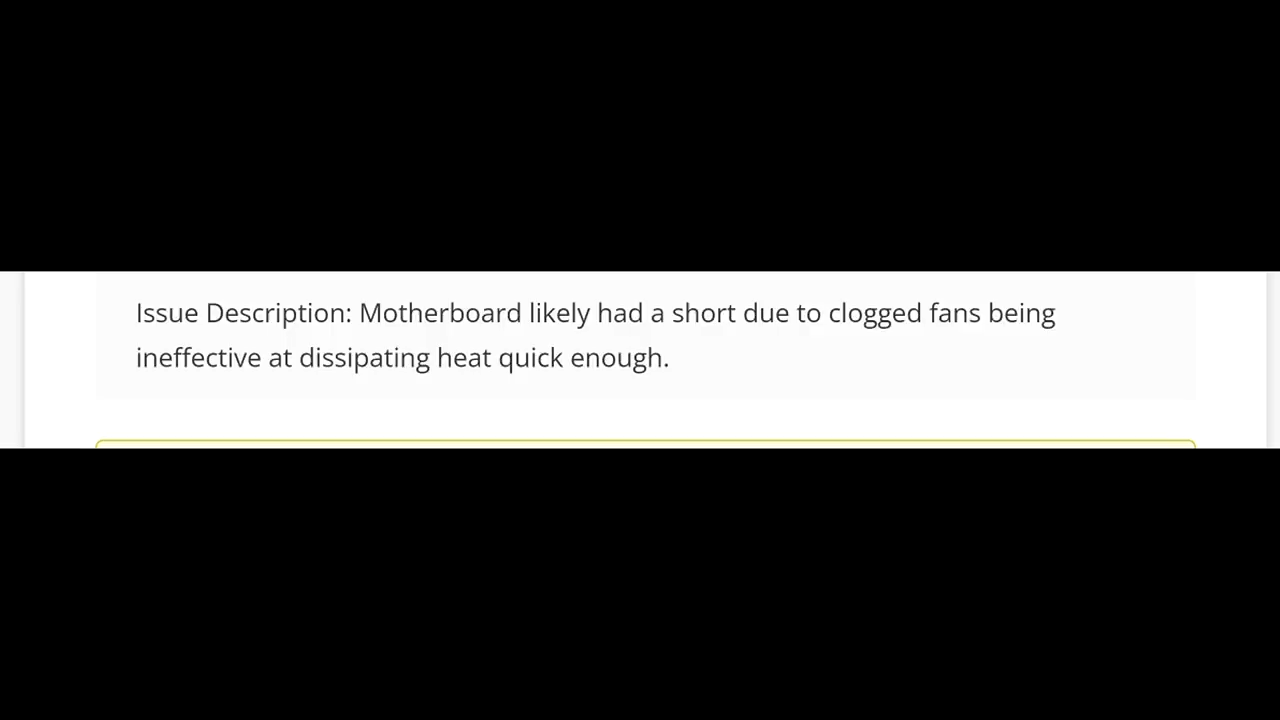 Issue Description: Motherboard likely had a short due to clogged fans being
ineffective at dissipating heat quick enough.